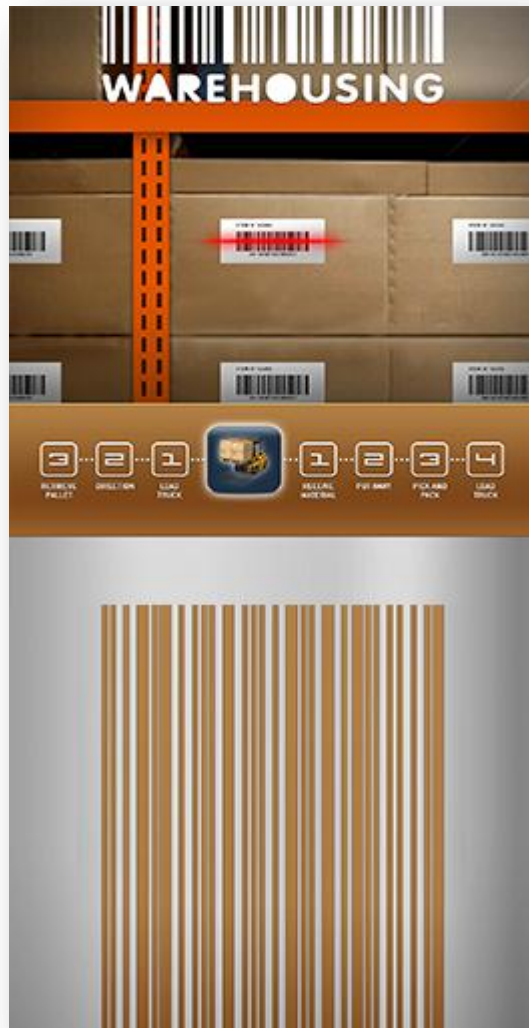 WAREHOUSING
3 2 1 1 2 3 4
RETRIEVE PALLET
DIRECTION
LOAD TRUCK
RECEIVE MATERIAL
PUT AWAY
PICK AND PACK
LOAD TRUCK